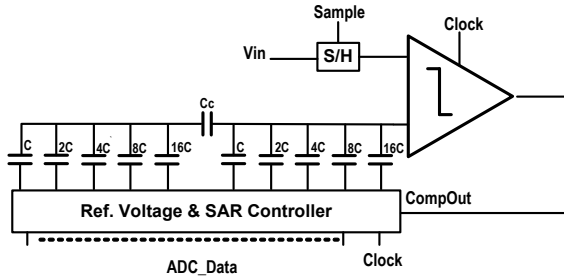 Sample
Clock
Vin
S/H
Cc
C 2C 4C 8C 16C C 2C 4C 8C 16C
Ref. Voltage & SAR Controller
CompOut
Clock
ADC_Data